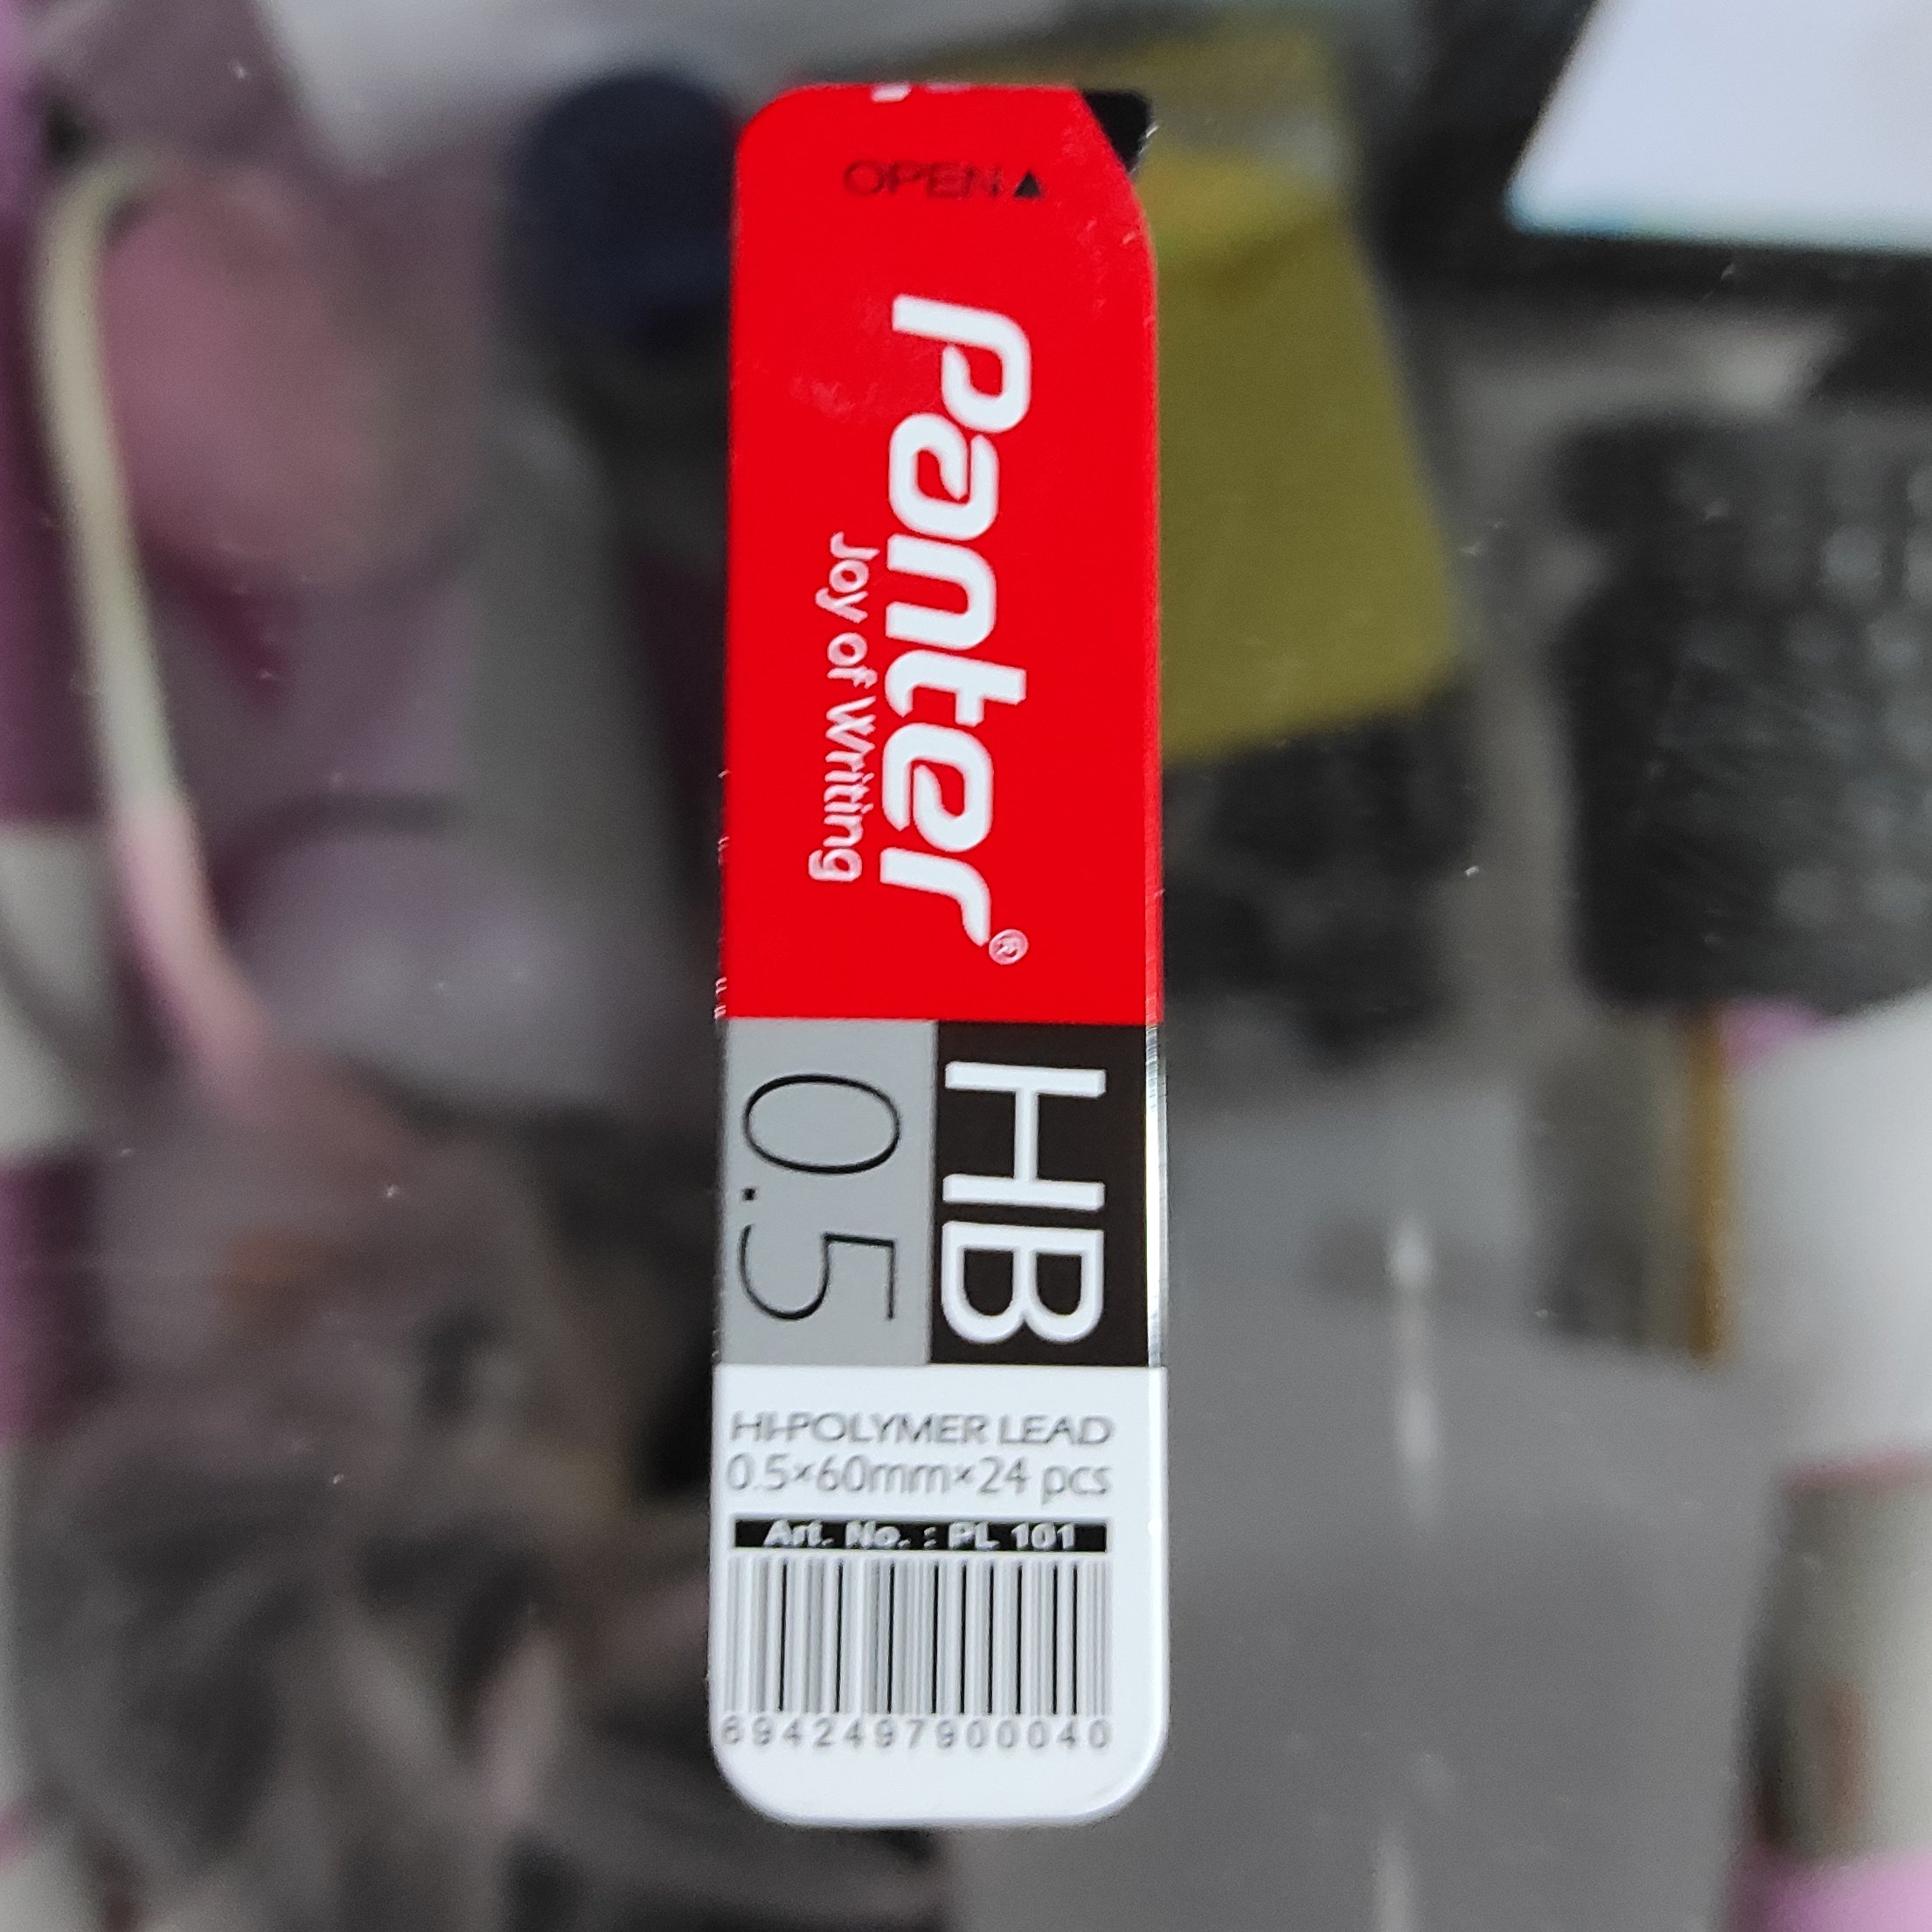 OPEN▲
Panter®
Joy of Writing
HB
0.5
HI-POLYMER LEAD
0.5×60mm×24 pcs
Art. No. : PL 101
6942497900040